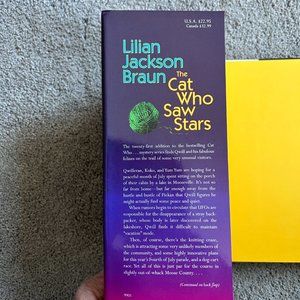 U.S.A. $22.95
Canada $32.99
Lilian
Jackson
Braun
The
Cat
Who
Saw
Stars
The twenty-first addition to the bestselling Cat
Who . . . mystery series finds Qwill and his fabulous
felines on the trail of some very unusual visitors.
Qwilleran, Koko, and Yum Yum are hoping for a
peaceful month of July spent sitting on the porch
of their cabin by a lake in Mooseville. It's not so
far from home—but far enough away from the
hustle and bustle of Pickax that Qwill figures he
might actually find some peace and quiet.
When rumors begin to circulate that UFOs are
responsible for the disappearance of a stray back-
packer, whose body is later discovered on the
lakeshore, Qwill finds it difficult to maintain
"vacation" mode.
Then, of course, there's the knitting craze,
which is attracting some very unlikely members of the
community, and some highly innovative plans
for this year's Fourth of July parade, and a dog-cart
race. Yet all of this is just par for the course in
slightly out-of-whack Moose County. . . .
(Continued on back flap)